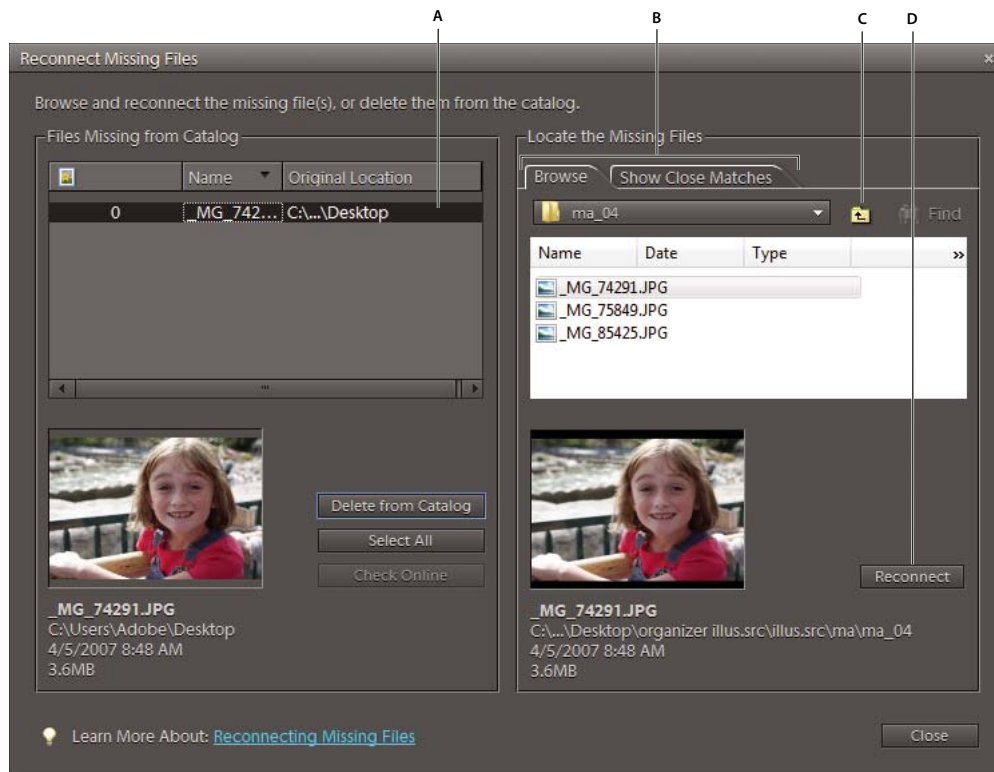 A B C D
Reconnect Missing Files ×
Browse and reconnect the missing file(s), or delete them from the catalog.
Files Missing from Catalog
Name Original Location
0 _MG_742... C:\...\Desktop
Delete from Catalog
Select All
Check Online
_MG_74291.JPG
C:\Users\Adobe\Desktop
4/5/2007 8:48 AM
3.6MB
Locate the Missing Files
Browse Show Close Matches
ma_04 Find
Name Date Type »
_MG_74291.JPG
_MG_75849.JPG
_MG_85425.JPG
Reconnect
_MG_74291.JPG
C:\...\Desktop\organizer illus.src\illus.src\ma\ma_04
4/5/2007 8:48 AM
3.6MB
Learn More About: Reconnecting Missing Files
Close